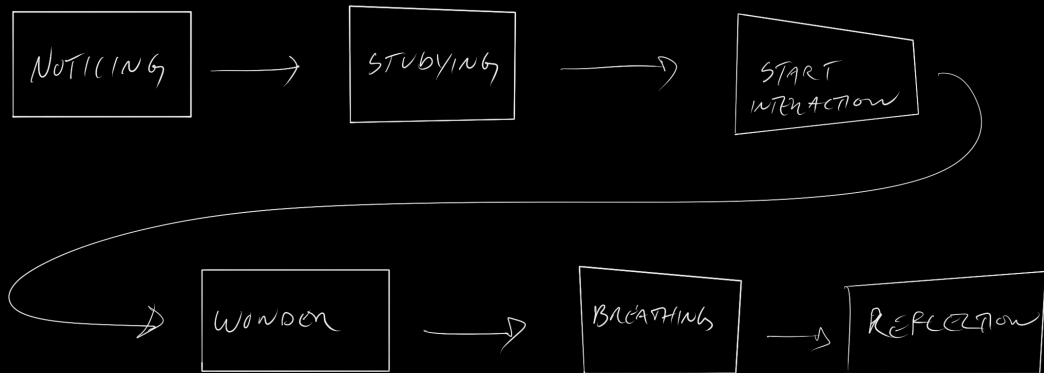 NOTICING
STUDYING
START
INTERACTION
WONDER
BREATHING
REFLECTION